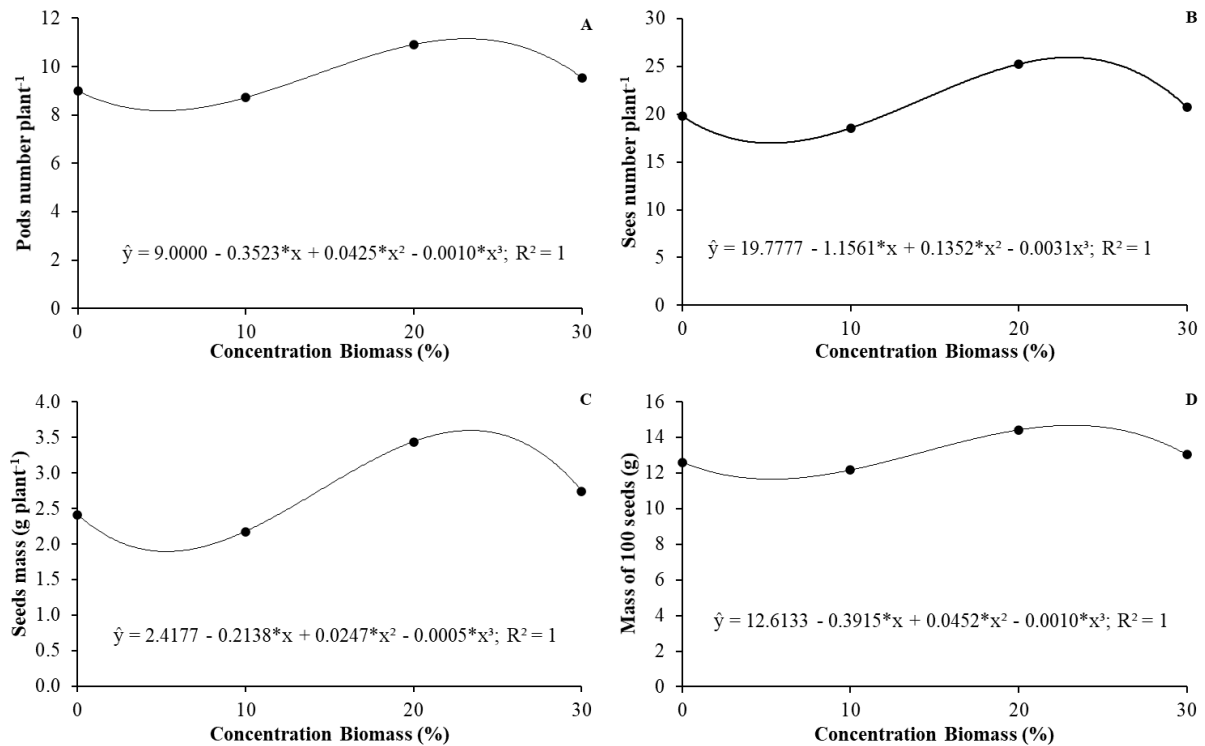 A
Pods number plant⁻¹
12
10
8
6
4
2
0
ŷ = 9.0000 - 0.3523*x + 0.0425*x² - 0.0010*x³; R² = 1
0 10 20 30
Concentration Biomass (%)
B
Sees number plant⁻¹
30
25
20
15
10
5
0
ŷ = 19.7777 - 1.1561*x + 0.1352*x² - 0.0031x³; R² = 1
0 10 20 30
Concentration Biomass (%)
C
Seeds mass (g plant⁻¹)
4.0
3.5
3.0
2.5
2.0
1.5
1.0
0.5
0.0
ŷ = 2.4177 - 0.2138*x + 0.0247*x² - 0.0005*x³; R² = 1
0 10 20 30
Concentration Biomass (%)
D
Mass of 100 seeds (g)
16
14
12
10
8
6
4
2
0
ŷ = 12.6133 - 0.3915*x + 0.0452*x² - 0.0010*x³; R² = 1
0 10 20 30
Concentration Biomass (%)